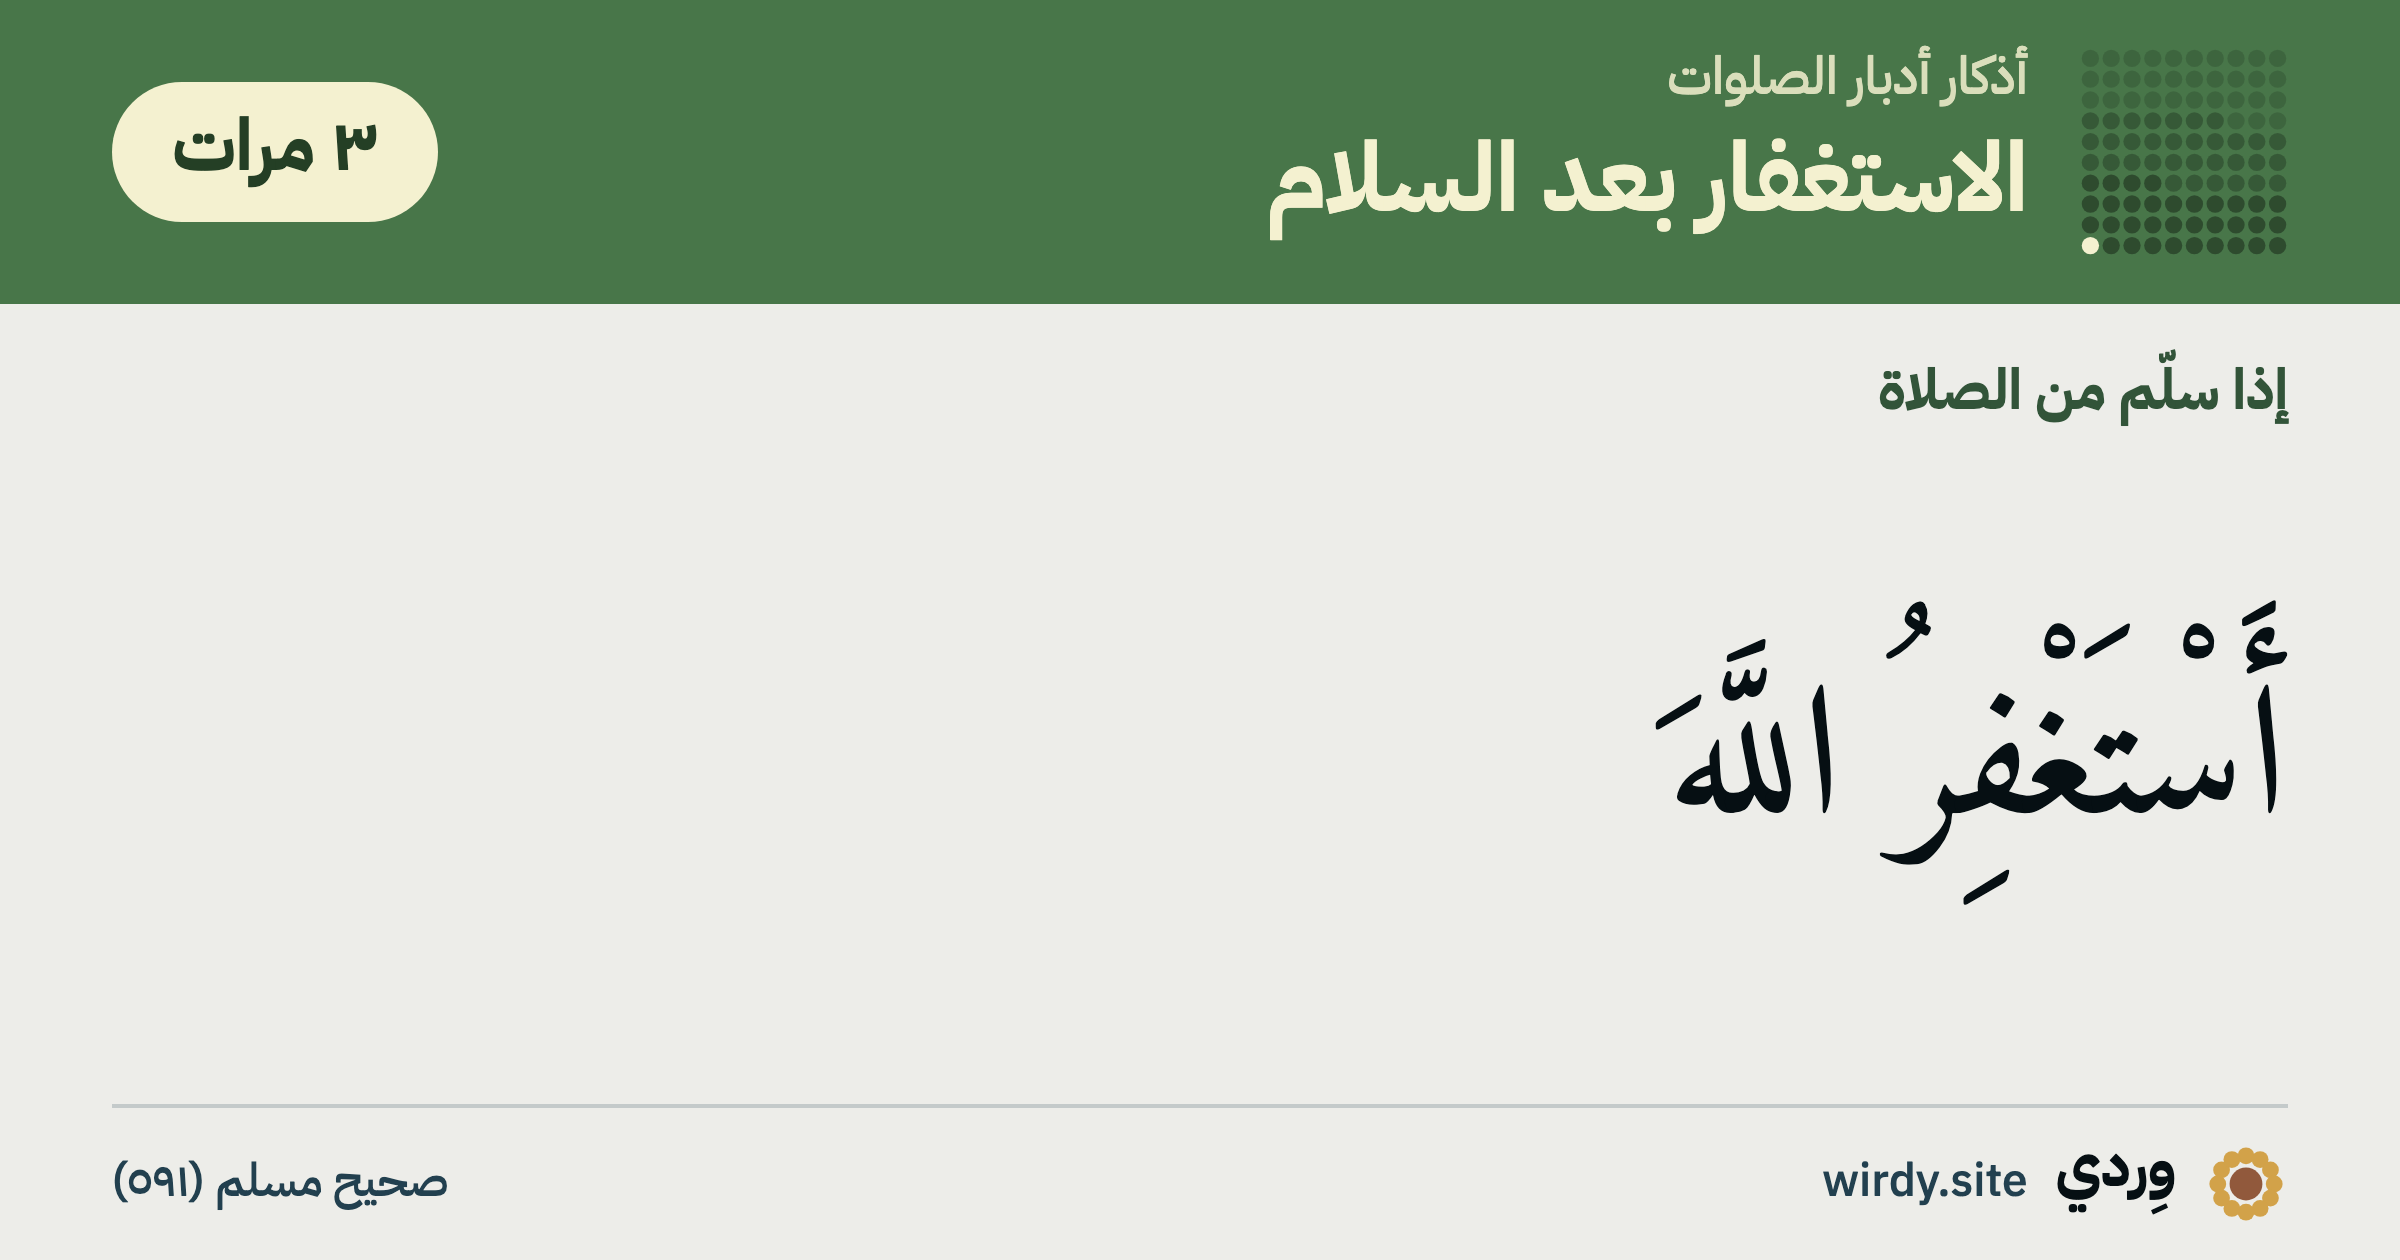 أذكار أدبار الصلوات
الاستغفار بعد السلام
٣ مرات
إذا سلّم من الصلاة
أَسْتَغْفِرُ اللَّهَ
وِردي wirdy.site
صحيح مسلم (٥٩١)